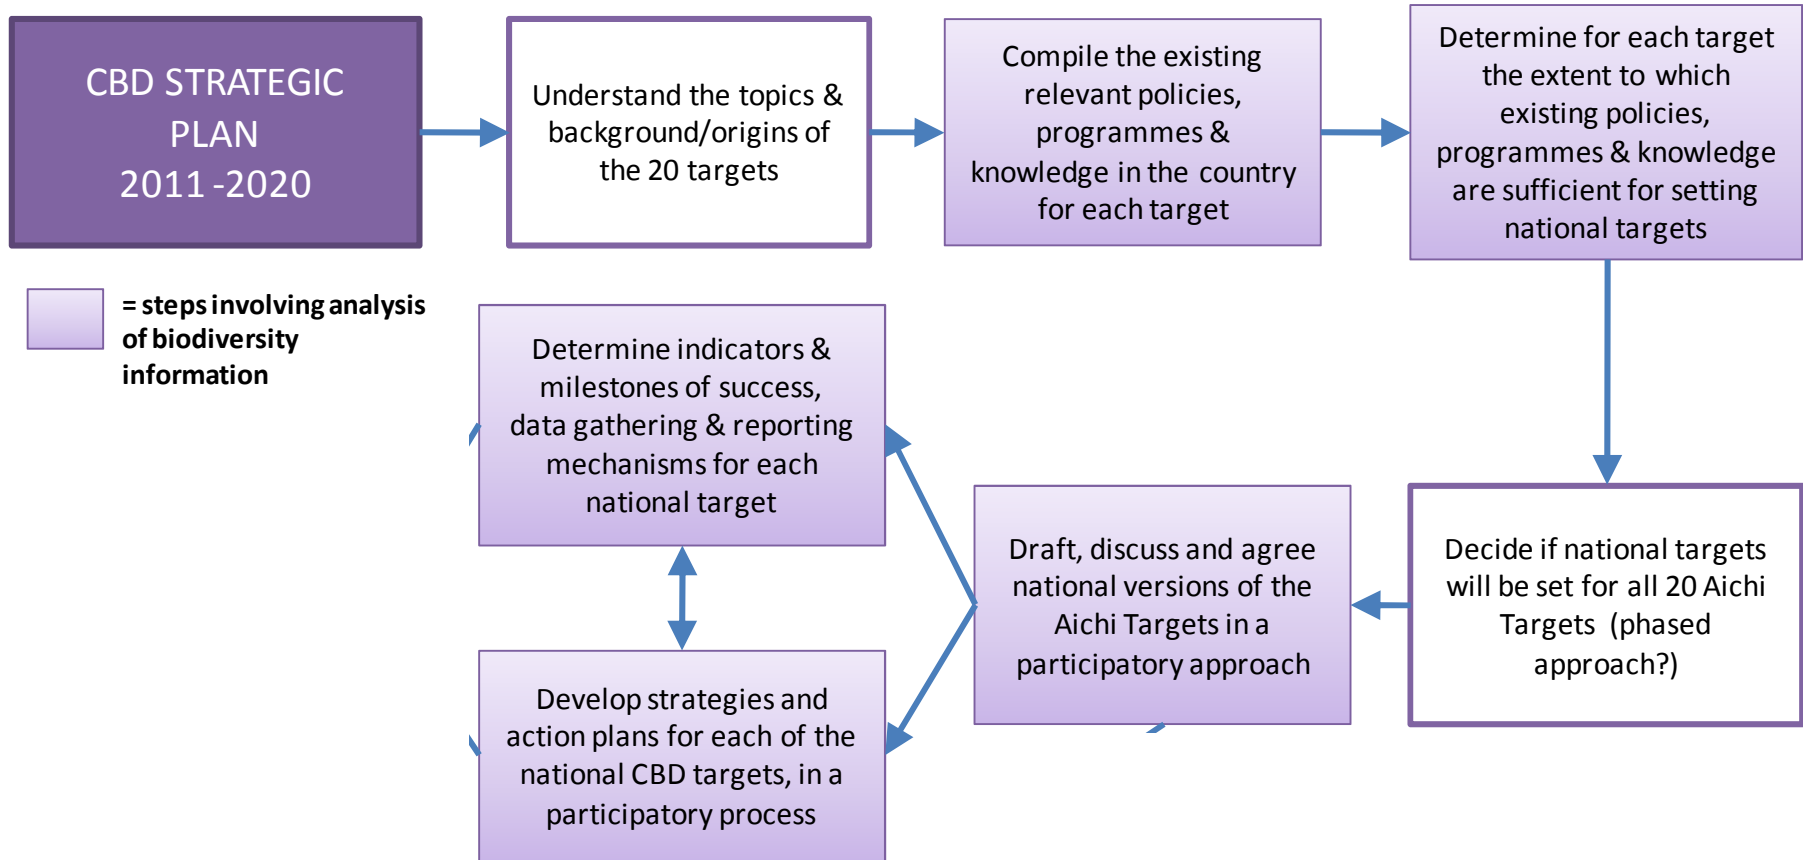 CBD STRATEGIC
PLAN
2011-2020
Understand the topics &
background/origins of
the 20 targets
Compile the existing
relevant policies,
programmes &
knowledge in the country
for each target
Determine for each target
the extent to which
existing policies,
programmes & knowledge
are sufficient for setting
national targets
= steps involving analysis
of biodiversity
information
Determine indicators &
milestones of success,
data gathering & reporting
mechanisms for each
national target
Draft, discuss and agree
national versions of the
Aichi Targets in a
participatory approach
Decide if national targets
will be set for all 20 Aichi
Targets (phased
approach?)
Develop strategies and
action plans for each of the
national CBD targets, in a
participatory process